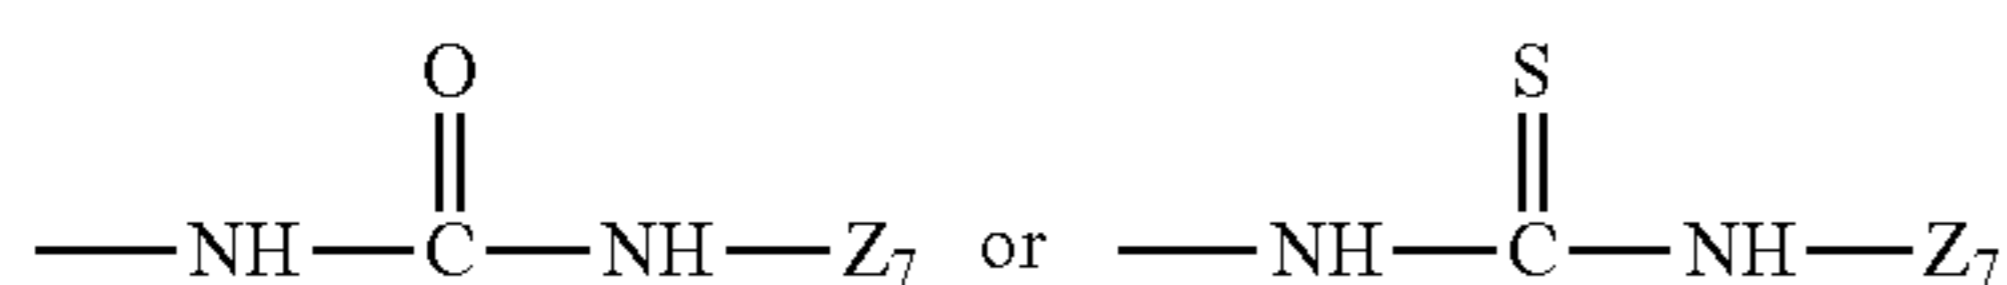 O S
—NH—C—NH—Z₇ or —NH—C—NH—Z₇